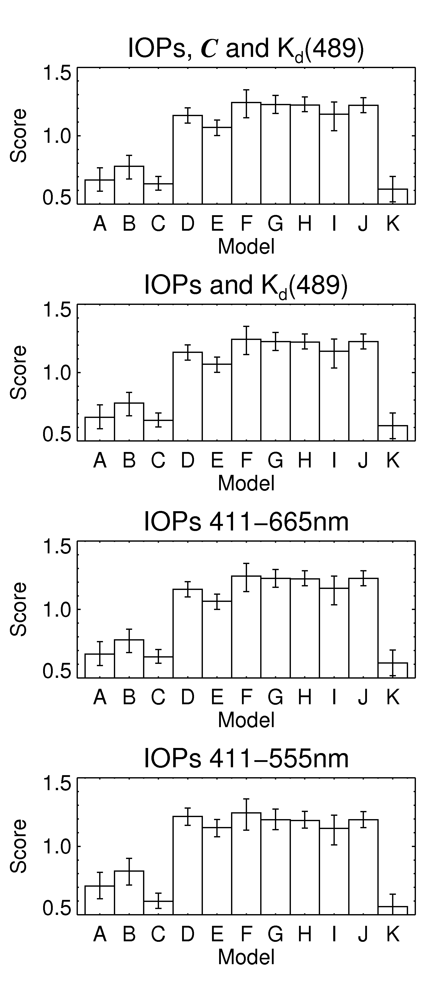 IOPs, C and Kd(489)
1.5
1.0
0.5
Score
A B C D E F G H I J K
Model
IOPs and Kd(489)
1.5
1.0
0.5
Score
A B C D E F G H I J K
Model
IOPs 411–665nm
1.5
1.0
0.5
Score
A B C D E F G H I J K
Model
IOPs 411–555nm
1.5
1.0
0.5
Score
A B C D E F G H I J K
Model